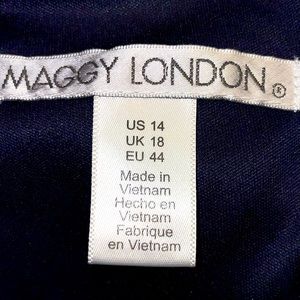 MAGGY LONDON®
US 14
UK 18
EU 44
Made in
Vietnam
Hecho en
Vietnam
Fabrique
en Vietnam